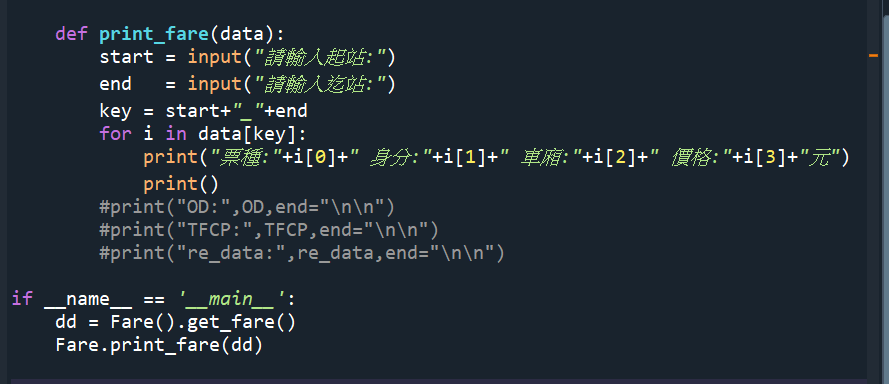 def print_fare(data):
        start = input("請輸入起站:")
        end   = input("請輸入迄站:")
        key = start+"_"+end
        for i in data[key]:
            print("票種:"+i[0]+" 身分:"+i[1]+" 車廂:"+i[2]+" 價格:"+i[3]+"元")
            print()
        #print("OD:",OD,end="\n\n")
        #print("TFCP:",TFCP,end="\n\n")
        #print("re_data:",re_data,end="\n\n")

if __name__ == '__main__':
    dd = Fare().get_fare()
    Fare.print_fare(dd)